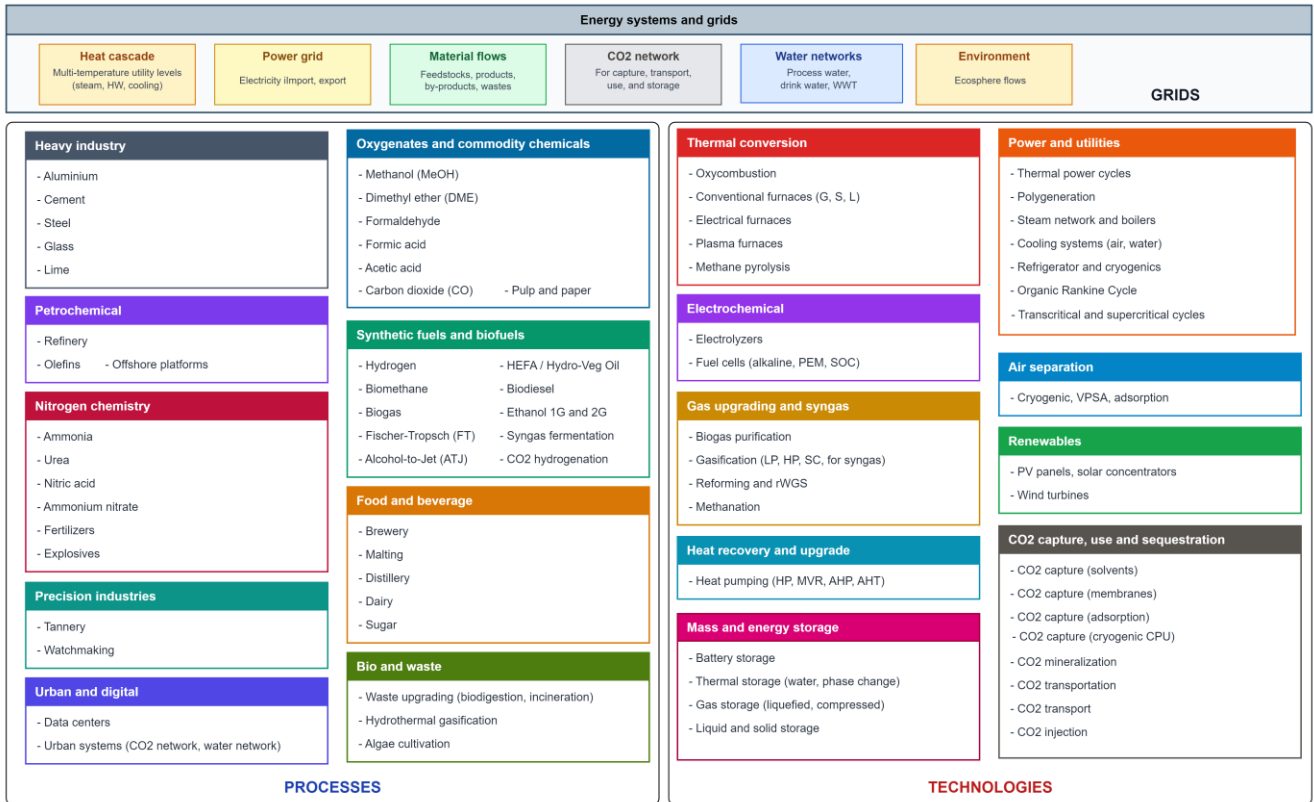 Energy systems and grids
Heat cascade
Multi-temperature utility levels
(steam, HW, cooling)
Power grid
Electricity iImport, export
Material flows
Feedstocks, products,
by-products, wastes
CO2 network
For capture, transport,
use, and storage
Water networks
Process water,
drink water, WWT
Environment
Ecosphere flows
GRIDS
Heavy industry
- Aluminium
- Cement
- Steel
- Glass
- Lime
Petrochemical
- Refinery
- Olefins - Offshore platforms
Nitrogen chemistry
- Ammonia
- Urea
- Nitric acid
- Ammonium nitrate
- Fertilizers
- Explosives
Precision industries
- Tannery
- Watchmaking
Urban and digital
- Data centers
- Urban systems (CO2 network, water network)
Oxygenates and commodity chemicals
- Methanol (MeOH)
- Dimethyl ether (DME)
- Formaldehyde
- Formic acid
- Acetic acid
- Carbon dioxide (CO) - Pulp and paper
Synthetic fuels and biofuels
- Hydrogen - HEFA / Hydro-Veg Oil
- Biomethane - Biodiesel
- Biogas - Ethanol 1G and 2G
- Fischer-Tropsch (FT) - Syngas fermentation
- Alcohol-to-Jet (ATJ) - CO2 hydrogenation
Food and beverage
- Brewery
- Malting
- Distillery
- Dairy
- Sugar
Bio and waste
- Waste upgrading (biodigestion, incineration)
- Hydrothermal gasification
- Algae cultivation
PROCESSES
Thermal conversion
- Oxycombustion
- Conventional furnaces (G, S, L)
- Electrical furnaces
- Plasma furnaces
- Methane pyrolysis
Electrochemical
- Electrolyzers
- Fuel cells (alkaline, PEM, SOC)
Gas upgrading and syngas
- Biogas purification
- Gasification (LP, HP, SC, for syngas)
- Reforming and rWGS
- Methanation
Heat recovery and upgrade
- Heat pumping (HP, MVR, AHP, AHT)
Mass and energy storage
- Battery storage
- Thermal storage (water, phase change)
- Gas storage (liquefied, compressed)
- Liquid and solid storage
Power and utilities
- Thermal power cycles
- Polygeneration
- Steam network and boilers
- Cooling systems (air, water)
- Refrigerator and cryogenics
- Organic Rankine Cycle
- Transcritical and supercritical cycles
Air separation
- Cryogenic, VPSA, adsorption
Renewables
- PV panels, solar concentrators
- Wind turbines
CO2 capture, use and sequestration
- CO2 capture (solvents)
- CO2 capture (membranes)
- CO2 capture (adsorption)
- CO2 capture (cryogenic CPU)
- CO2 mineralization
- CO2 transportation
- CO2 transport
- CO2 injection
TECHNOLOGIES